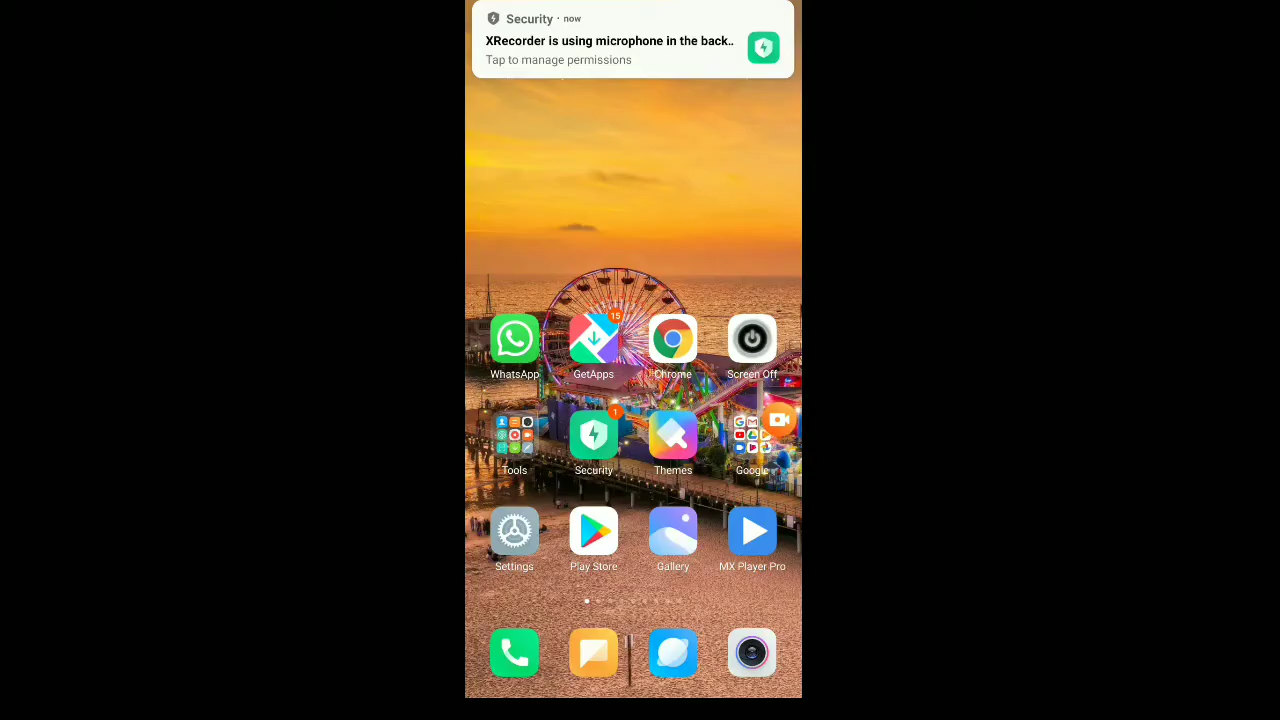 Security · now
XRecorder is using microphone in the back..
Tap to manage permissions
15
WhatsApp
GetApps
Chrome
Screen Off
1
Tools
Security
Themes
Google
Settings
Play Store
Gallery
MX Player Pro